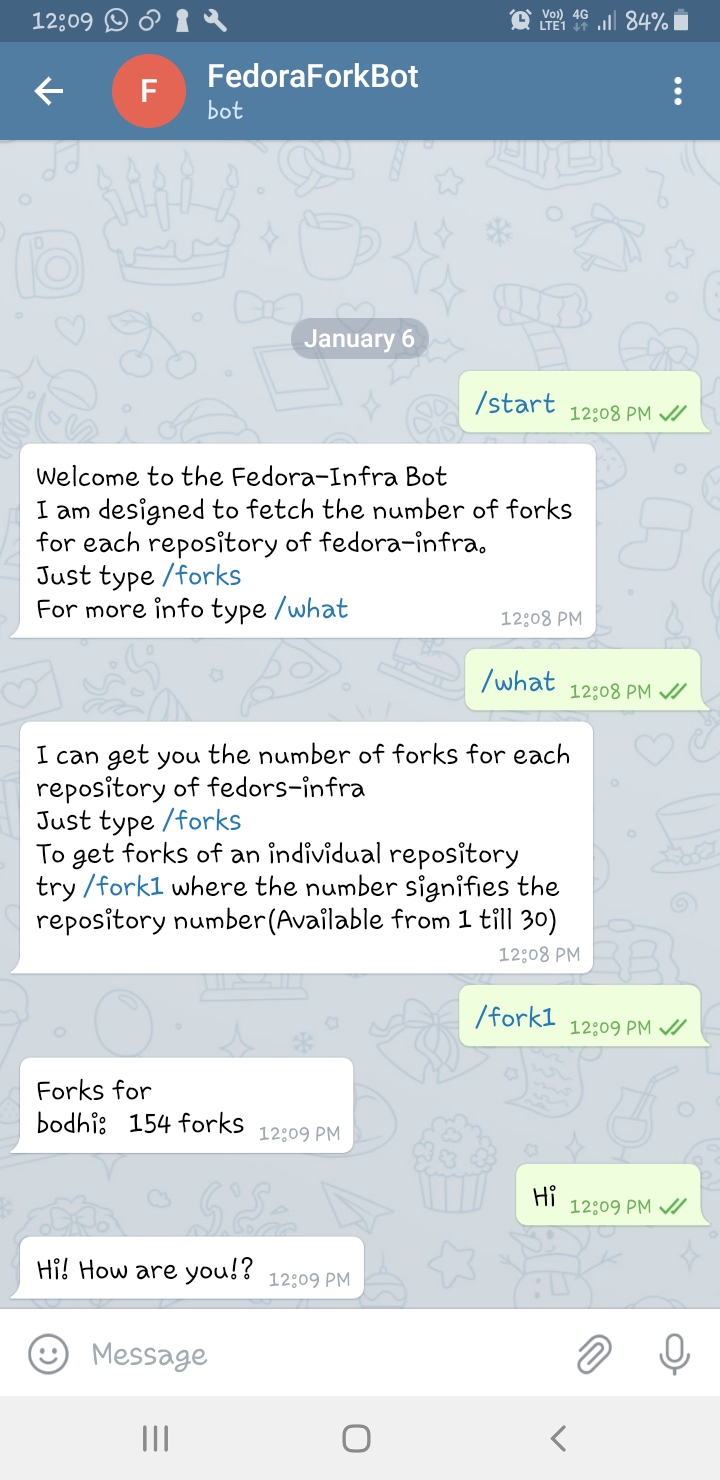 12:09 Vo)) 4G 84%
LTE1
F FedoraForkBot
bot
January 6
/start 12:08 PM
Welcome to the Fedora-Infra Bot
I am designed to fetch the number of forks
for each repository of fedora-infra.
Just type /forks
For more info type /what 12:08 PM
/what 12:08 PM
I can get you the number of forks for each
repository of fedors-infra
Just type /forks
To get forks of an individual repository
try /fork1 where the number signifies the
repository number(Available from 1 till 30)
12:08 PM
/fork1 12:09 PM
Forks for
bodhi: 154 forks 12:09 PM
Hi 12:09 PM
Hi! How are you!? 12:09 PM
Message